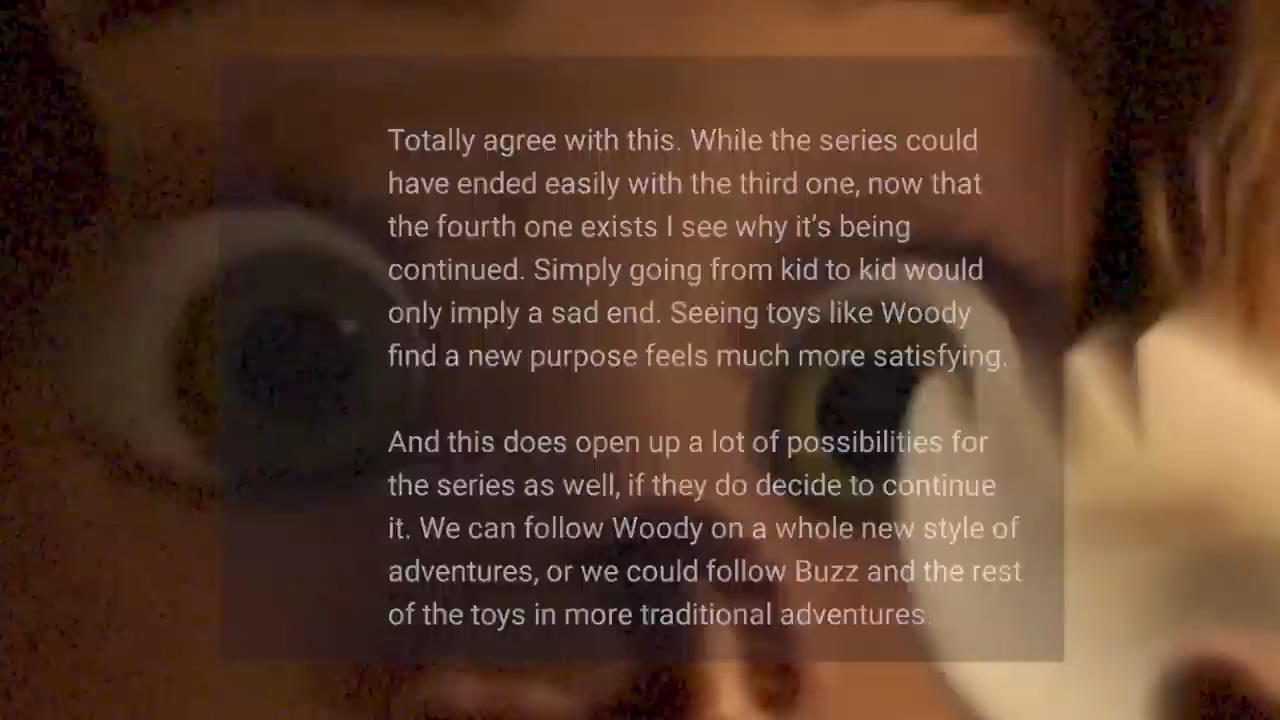 Totally agree with this. While the series could
have ended easily with the third one, now that
the fourth one exists I see why it's being
continued. Simply going from kid to kid would
only imply a sad end. Seeing toys like Woody
find a new purpose feels much more satisfying.
And this does open up a lot of possibilities for
the series as well, if they do decide to continue
it. We can follow Woody on a whole new style of
adventures, or we could follow Buzz and the rest
of the toys in more traditional adventures.